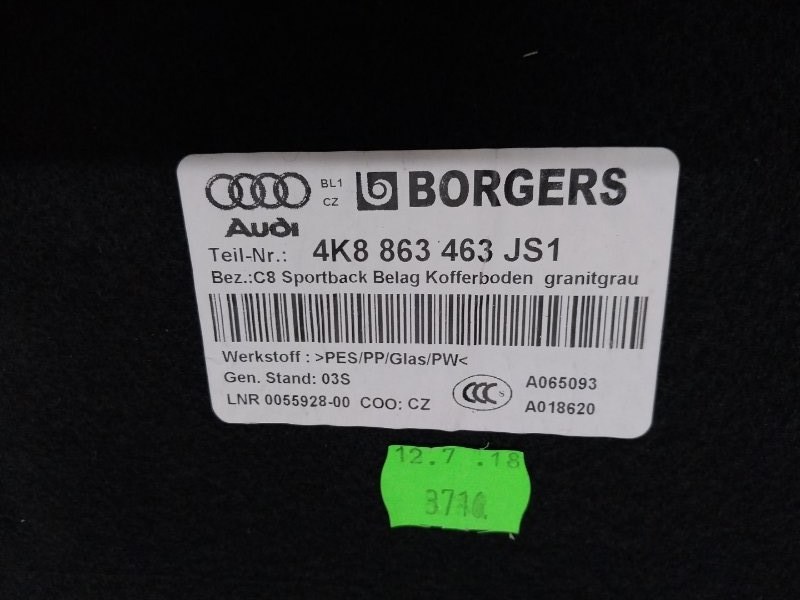 BL1
CZ
BORGERS
Audi
Teil-Nr.: 4K8 863 463 JS1
Bez.:C8 Sportback Belag Kofferboden granitgrau
Werkstoff : >PES/PP/Glas/PW<
Gen. Stand: 03S
LNR 0055928-00 COO: CZ
CCC S
A065093
A018620
12.7 .18